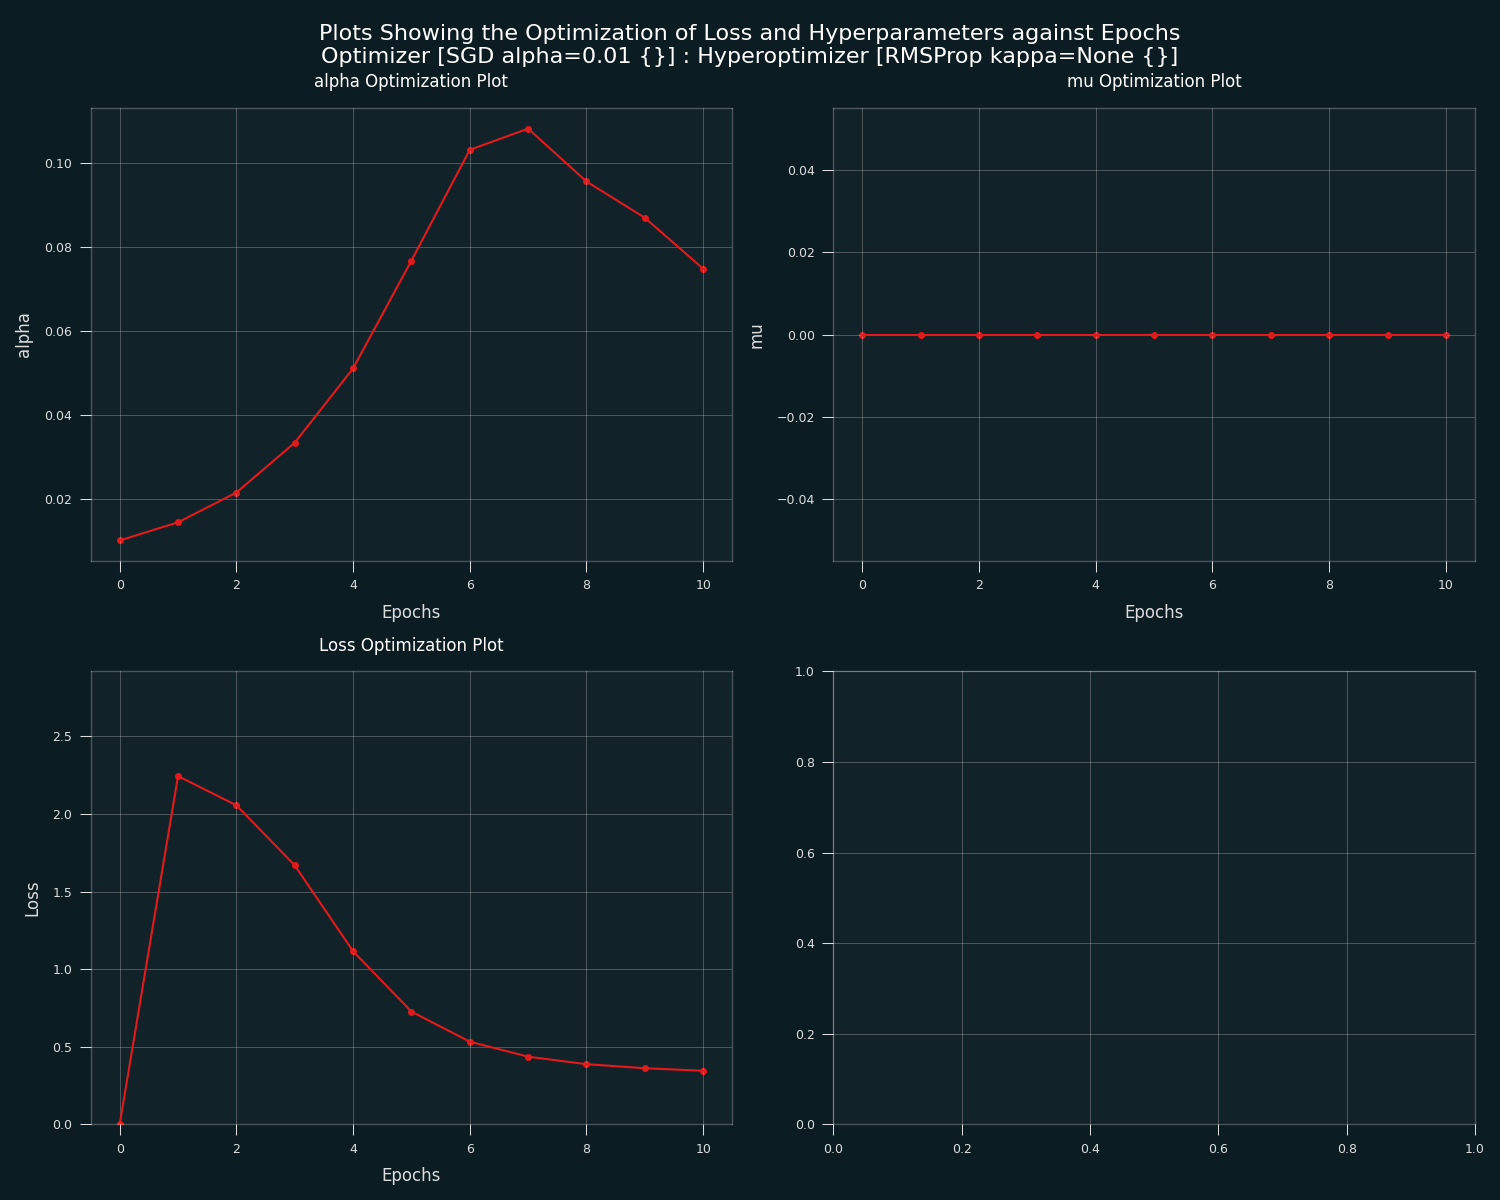 Plots Showing the Optimization of Loss and Hyperparameters against Epochs
Optimizer [SGD alpha=0.01 {}] : Hyperoptimizer [RMSProp kappa=None {}]
alpha Optimization Plot
0.10
0.08
0.06
0.04
0.02
alpha
0 2 4 6 8 10
Epochs
mu Optimization Plot
0.04
0.02
0.00
−0.02
−0.04
mu
0 2 4 6 8 10
Epochs
Loss Optimization Plot
2.5
2.0
1.5
1.0
0.5
0.0
Loss
0 2 4 6 8 10
Epochs
1.0
0.8
0.6
0.4
0.2
0.0
0.0 0.2 0.4 0.6 0.8 1.0